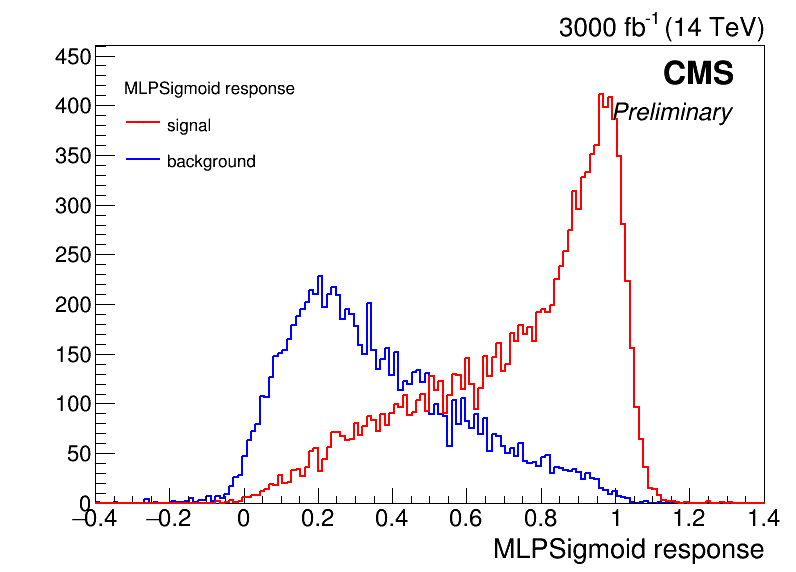 3000 fb-1 (14 TeV)
CMS
Preliminary
MLPSigmoid response
signal
background
450
400
350
300
250
200
150
100
50
0
−0.4 −0.2 0 0.2 0.4 0.6 0.8 1 1.2 1.4
MLPSigmoid response